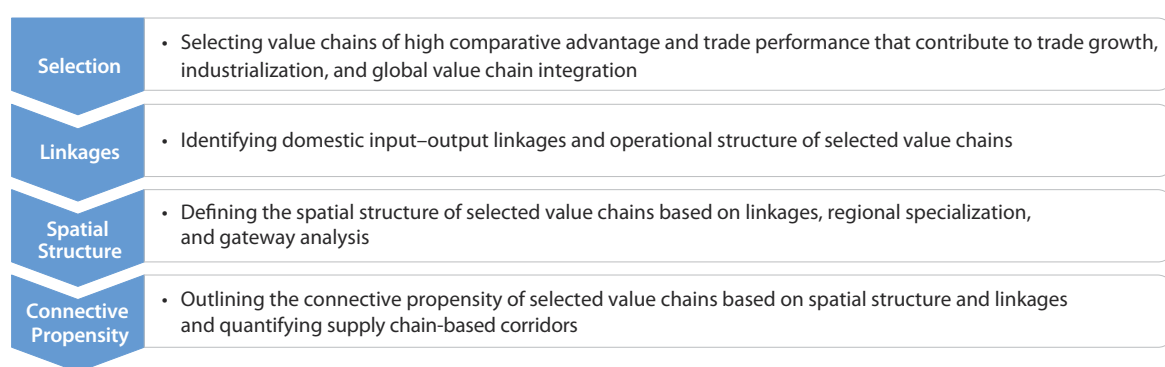 Selection
• Selecting value chains of high comparative advantage and trade performance that contribute to trade growth,
industrialization, and global value chain integration
Linkages
• Identifying domestic input–output linkages and operational structure of selected value chains
Spatial
Structure
• Defining the spatial structure of selected value chains based on linkages, regional specialization,
and gateway analysis
Connective
Propensity
• Outlining the connective propensity of selected value chains based on spatial structure and linkages
and quantifying supply chain-based corridors